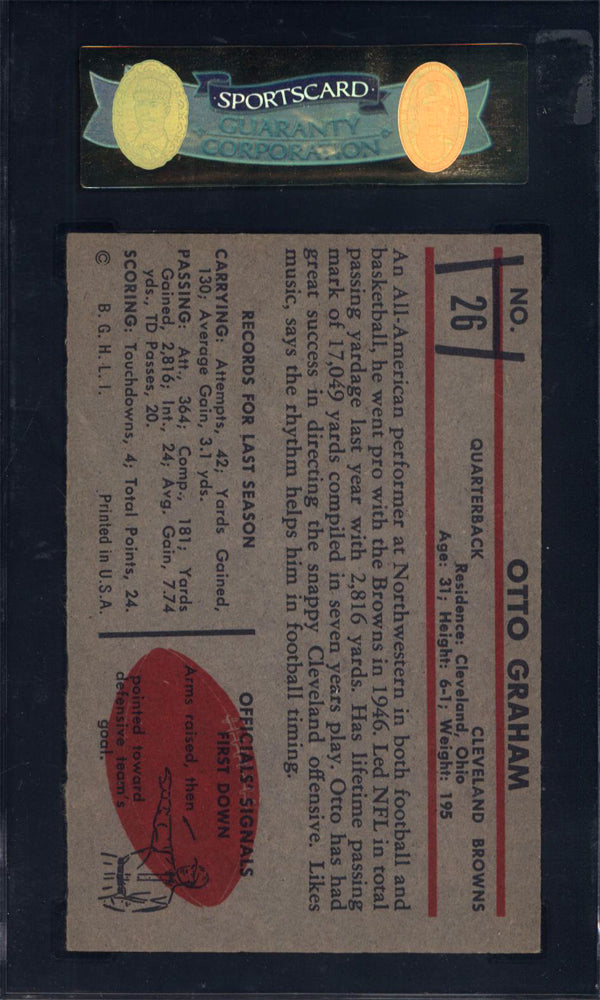 SPORTSCARD
GUARANTY
CORPORATION
NO.
26
OTTO GRAHAM
QUARTERBACK CLEVELAND BROWNS
Residence: Cleveland, Ohio
Age: 31; Height: 6-1; Weight: 195
An All-American performer at Northwestern in both football and
basketball, he went pro with the Browns in 1946. Led NFL in total
passing yardage last year with 2,816 yards. Has lifetime passing
mark of 17,049 yards compiled in seven years play. Otto has had
great success in directing the snappy Cleveland offensive. Likes
music, says the rhythm helps him in football timing.
RECORDS FOR LAST SEASON
CARRYING: Attempts, 42; Yards Gained,
130; Average Gain, 3.1 yds.
PASSING: Att., 364; Comp., 181; Yards
Gained, 2,816; Int., 24; Avg. Gain, 7.74
yds., TD Passes, 20.
SCORING: Touchdowns, 4; Total Points, 24.
© B. G. H. L. I. Printed in U.S.A.
OFFICIALS' SIGNALS
FIRST DOWN
Arms raised, then
pointed toward
defensive team's
goal.